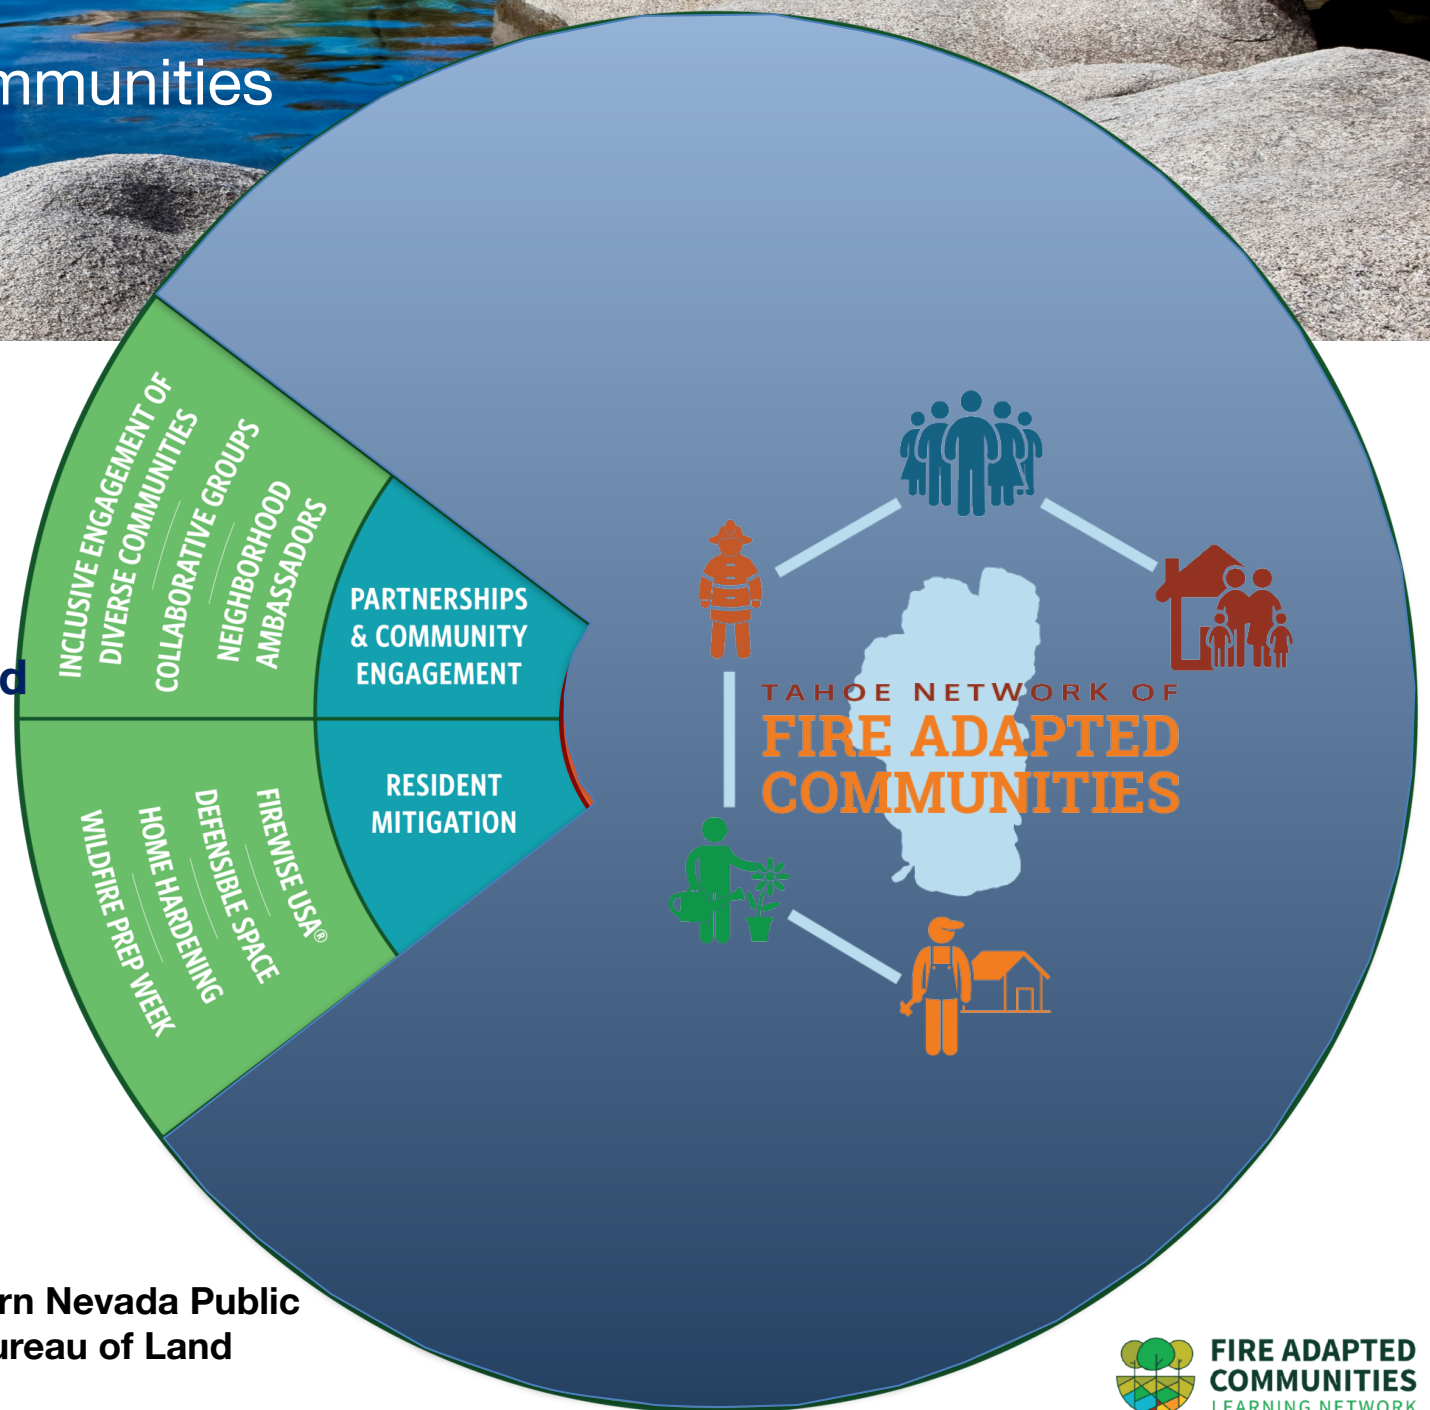 mmunities
INCLUSIVE ENGAGEMENT OF
DIVERSE COMMUNITIES
COLLABORATIVE GROUPS
NEIGHBORHOOD
AMBASSADORS
PARTNERSHIPS
& COMMUNITY
ENGAGEMENT
d
RESIDENT
MITIGATION
FIREWISE USA®
DEFENSIBLE SPACE
HOME HARDENING
WILDFIRE PREP WEEK
TAHOE NETWORK OF
FIRE ADAPTED
COMMUNITIES
rn Nevada Public
ureau of Land
FIRE ADAPTED
COMMUNITIES
LEARNING NETWORK